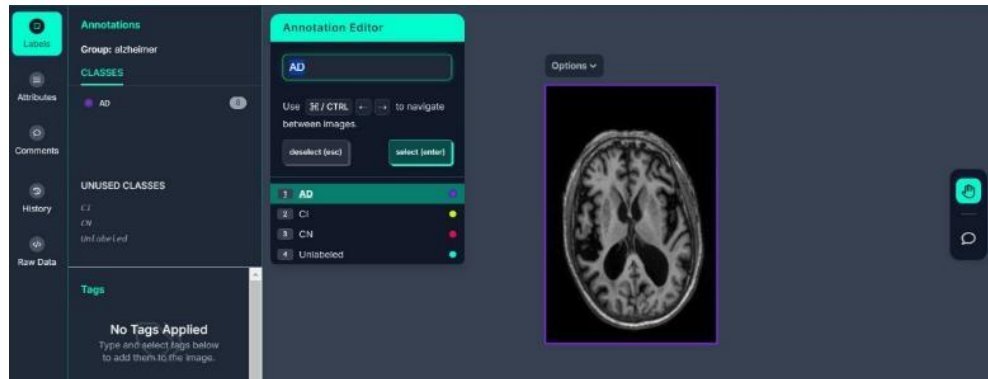 Labels
Attributes
Comments
History
Raw Data
Annotations
Group: alzheimer
CLASSES
AD
UNUSED CLASSES
CI
CN
Unlabeled
Tags
No Tags Applied
Type and select tags below
to add them to the image.
Annotation Editor
AD
Use ⌘ / CTRL ← → to navigate
between images.
deselect (esc)
select (enter)
1 AD
2 CI
3 CN
4 Unlabeled
Options